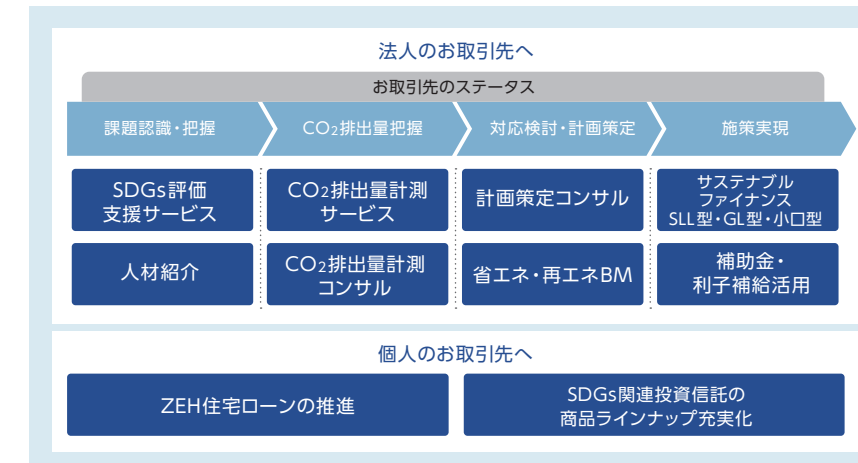 法人のお取引先へ
お取引先のステータス
課題認識・把握
CO2排出量把握
対応検討・計画策定
施策実現
SDGs評価
支援サービス
CO2排出量計測
サービス
計画策定コンサル
サステナブル
ファイナンス
SLL型・GL型・小口型
人材紹介
CO2排出量計測
コンサル
省エネ・再エネBM
補助金・
利子補給活用
個人のお取引先へ
ZEH住宅ローンの推進
SDGs関連投資信託の
商品ラインナップ充実化